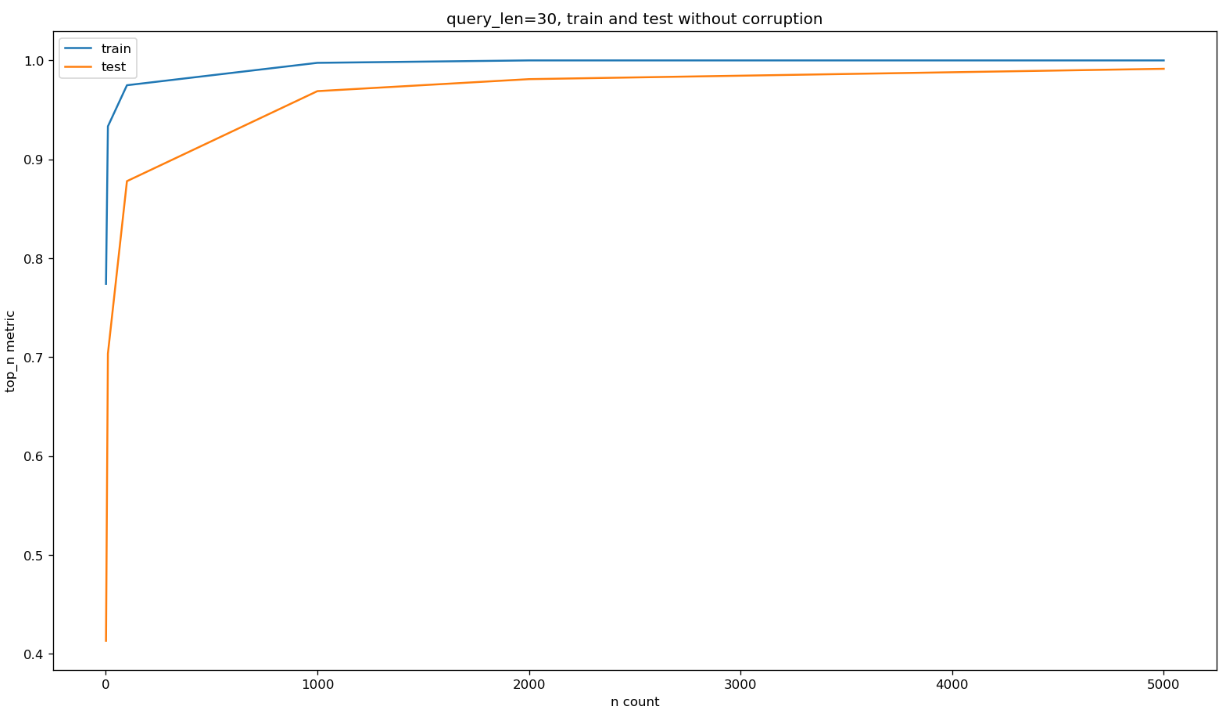 query_len=30, train and test without corruption
train
test
1.0
0.9
0.8
0.7
0.6
0.5
0.4
top_n metric
0 1000 2000 3000 4000 5000
n count